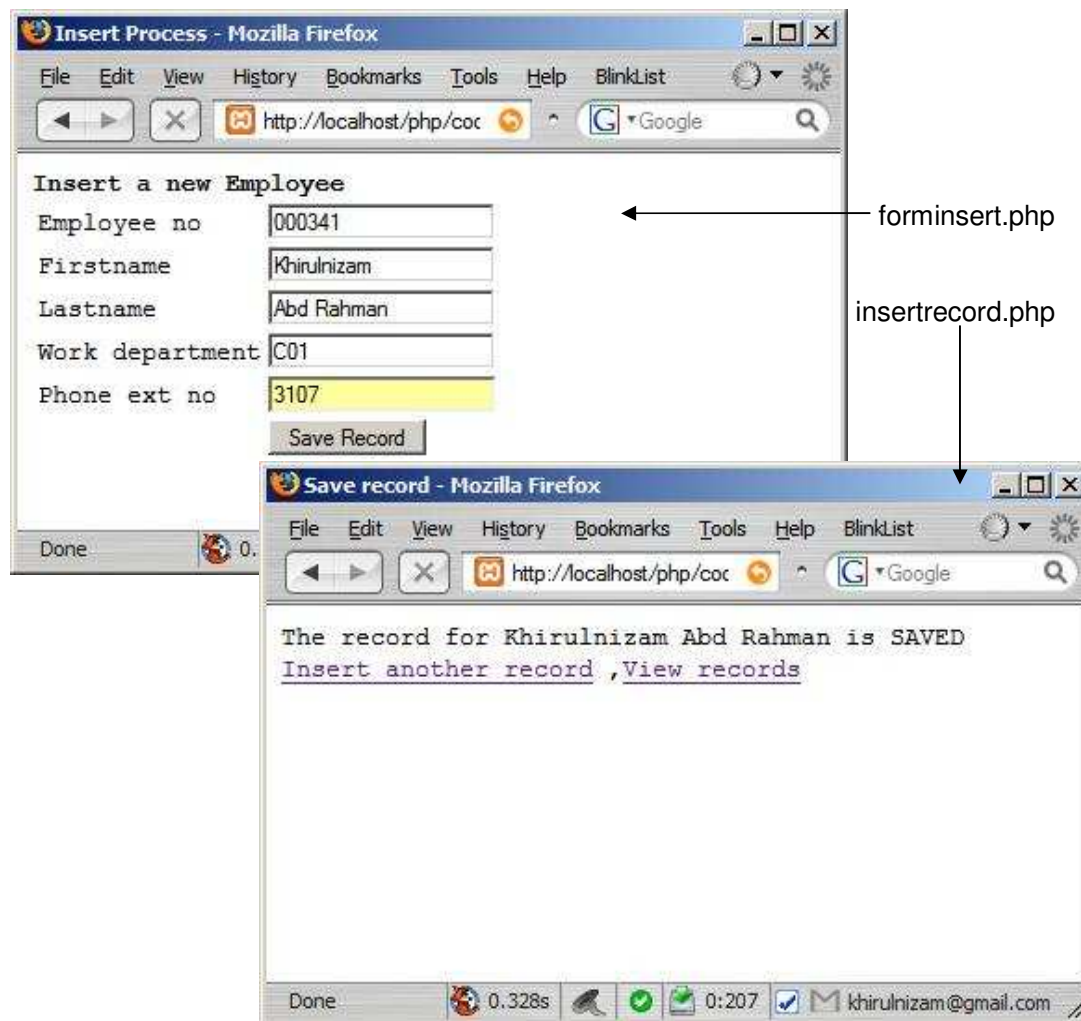 Insert Process - Mozilla Firefox
File Edit View History Bookmarks Tools Help BlinkList
http://localhost/php/coc Google
Insert a new Employee
Employee no 000341
Firstname Khirulnizam
Lastname Abd Rahman
Work department C01
Phone ext no 3107
Save Record
Done 0.
forminsert.php
insertrecord.php
Save record - Mozilla Firefox
File Edit View History Bookmarks Tools Help BlinkList
http://localhost/php/coc Google
The record for Khirulnizam Abd Rahman is SAVED
Insert another record ,View records
Done 0.328s 0:207 khirulnizam@gmail.com